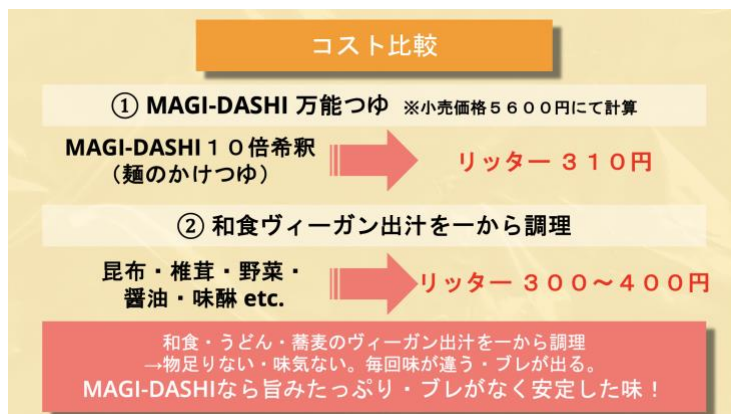 コスト比較
① MAGI-DASHI 万能つゆ ※小売価格５６００円にて計算
MAGI-DASHI１０倍希釈
（麺のかけつゆ）
リッター ３１０円
② 和食ヴィーガン出汁を一から調理
昆布・椎茸・野菜・
醤油・味醂 etc.
リッター ３００〜４００円
和食・うどん・蕎麦のヴィーガン出汁を一から調理
→物足りない・味気ない。毎回味が違う・ブレが出る。
MAGI-DASHIなら旨みたっぷり・ブレがなく安定した味！